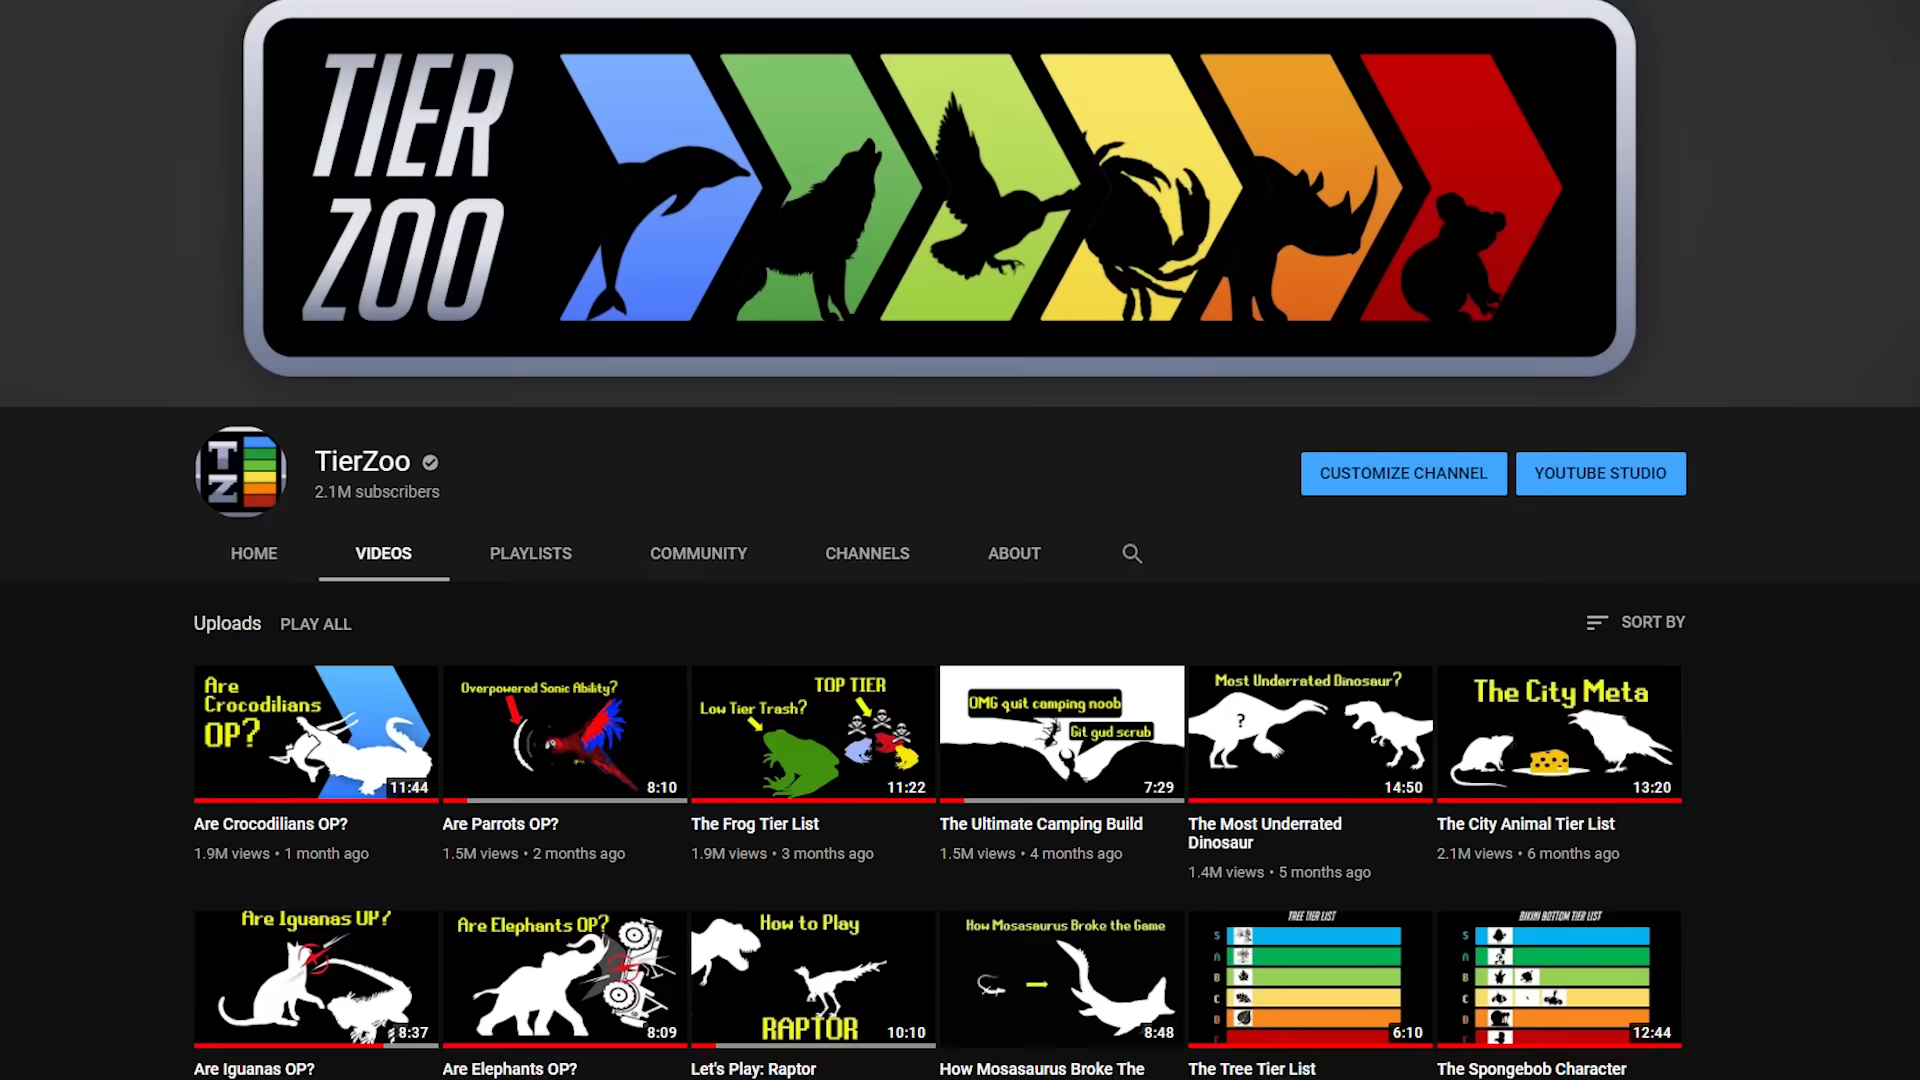 TIER
ZOO
TZ
TierZoo
2.1M subscribers
CUSTOMIZE CHANNEL
YOUTUBE STUDIO
HOME
VIDEOS
PLAYLISTS
COMMUNITY
CHANNELS
ABOUT
Uploads
PLAY ALL
SORT BY
Are
Crocodilians
OP?
11:44
Overpowered Sonic Ability?
8:10
Low Tier Trash?
TOP TIER
11:22
OMG quit camping noob
Git gud scrub
7:29
Most Underrated Dinosaur?
?
14:50
The City Meta
13:20
Are Crocodilians OP?
1.9M views • 1 month ago
Are Parrots OP?
1.5M views • 2 months ago
The Frog Tier List
1.9M views • 3 months ago
The Ultimate Camping Build
1.5M views • 4 months ago
The Most Underrated
Dinosaur
1.4M views • 5 months ago
The City Animal Tier List
2.1M views • 6 months ago
Are Iguanas OP?
8:37
Are Elephants OP?
8:09
How to Play
RAPTOR
10:10
How Mosasaurus Broke the Game
8:48
TREE TIER LIST
S
A
B
C
D
6:10
BIKINI BOTTOM TIER LIST
S
A
B
C
D
12:44
Are Iguanas OP?
Are Elephants OP?
Let's Play: Raptor
How Mosasaurus Broke The
The Tree Tier List
The Spongebob Character